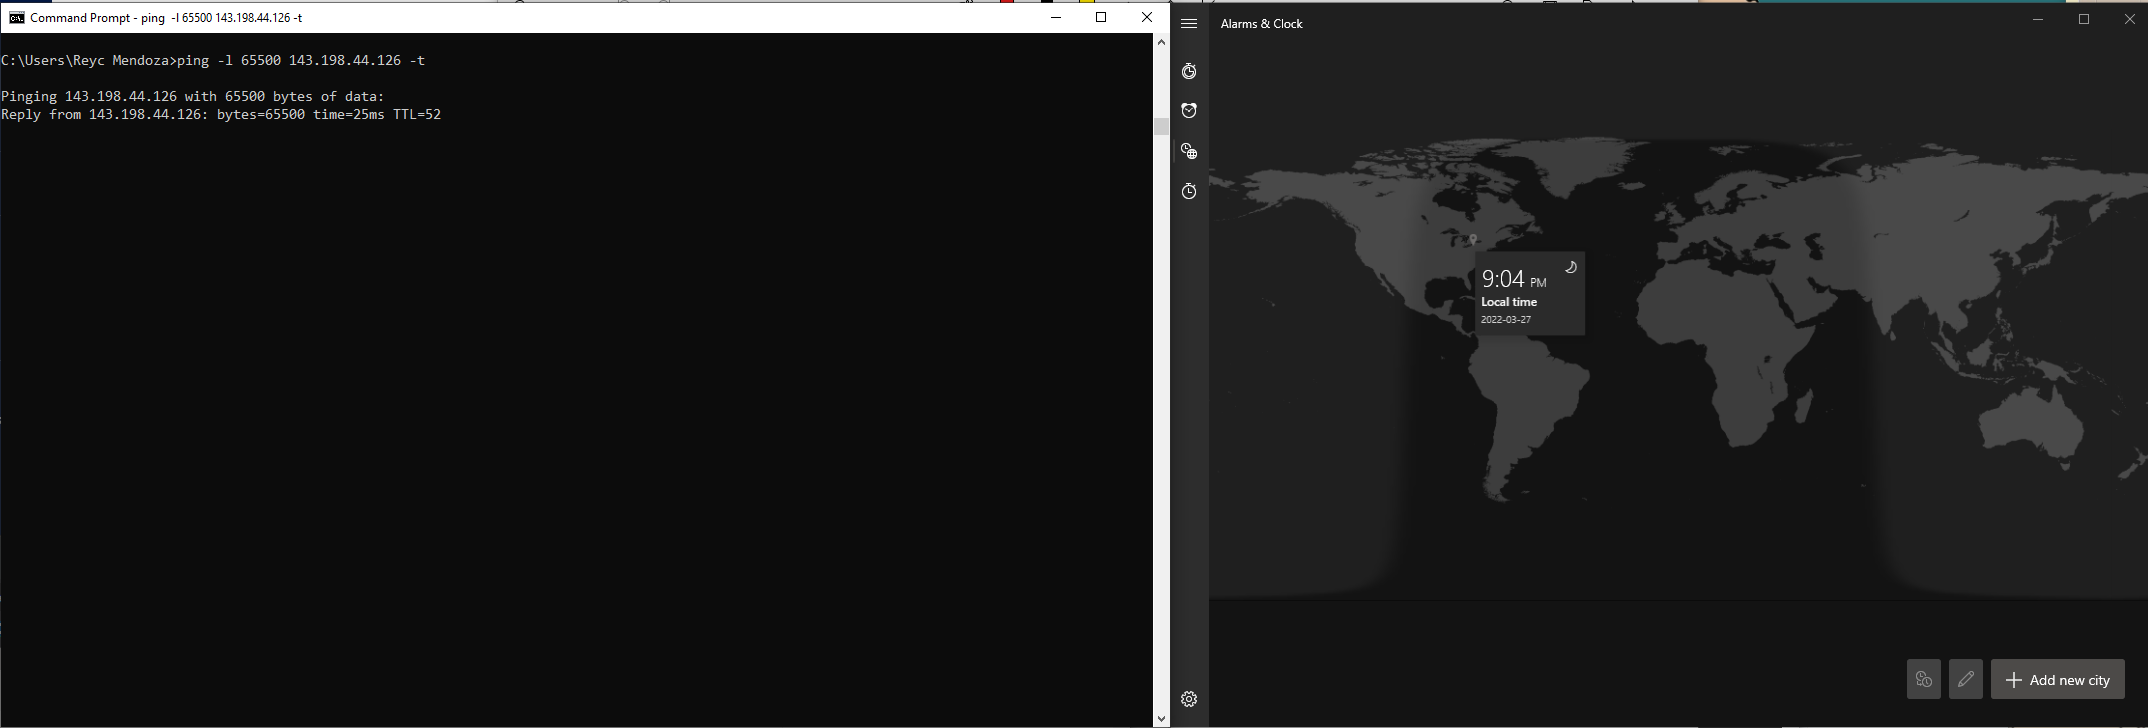 Command Prompt - ping  -l 65500 143.198.44.126 -t
C:\Users\Reyc Mendoza>ping -l 65500 143.198.44.126 -t
Pinging 143.198.44.126 with 65500 bytes of data:
Reply from 143.198.44.126: bytes=65500 time=25ms TTL=52
Alarms & Clock
9:04 PM
Local time
2022-03-27
Add new city